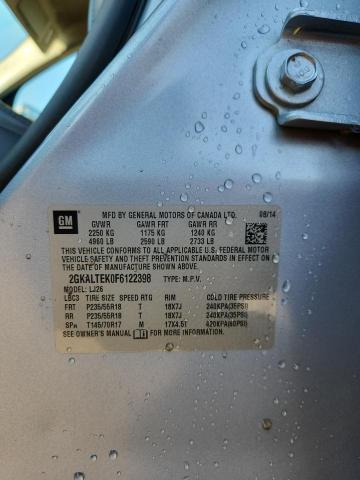 GM
MFD BY GENERAL MOTORS OF CANADA LTD. 08/14
GVWR GAWR FRT GAWR RR
2250 KG 1175 KG 1240 KG
4960 LB 2590 LB 2733 LB
THIS VEHICLE CONFORMS TO ALL APPLICABLE U.S. FEDERAL MOTOR
VEHICLE SAFETY AND THEFT PREVENTION STANDARDS IN EFFECT ON
THE DATE OF MANUFACTURE SHOWN ABOVE.
2GKALTEK0F6122398 TYPE: M.P.V.
MODEL: LJ26
LBC3 TIRE SIZE SPEED RTG RIM COLD TIRE PRESSURE
FRT P235/55R18 T 18X7J 240KPA(35PSI)
RR P235/55R18 T 18X7J 240KPA(35PSI)
SPA T145/70R17 M 17X4.5T 420KPA(60PSI)
SEE OWNER'S MANUAL FOR MORE INFORMATION.